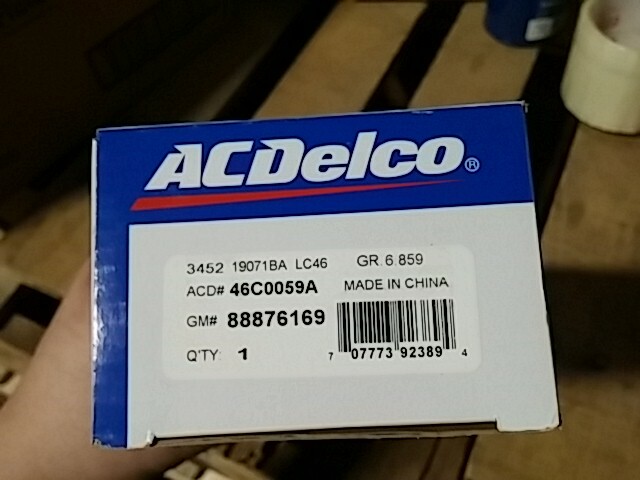 ACDelco®
3452 19071BA LC46 GR. 6.859
ACD# 46C0059A MADE IN CHINA
GM# 88876169
Q'TY: 1
7 07773 92389 4